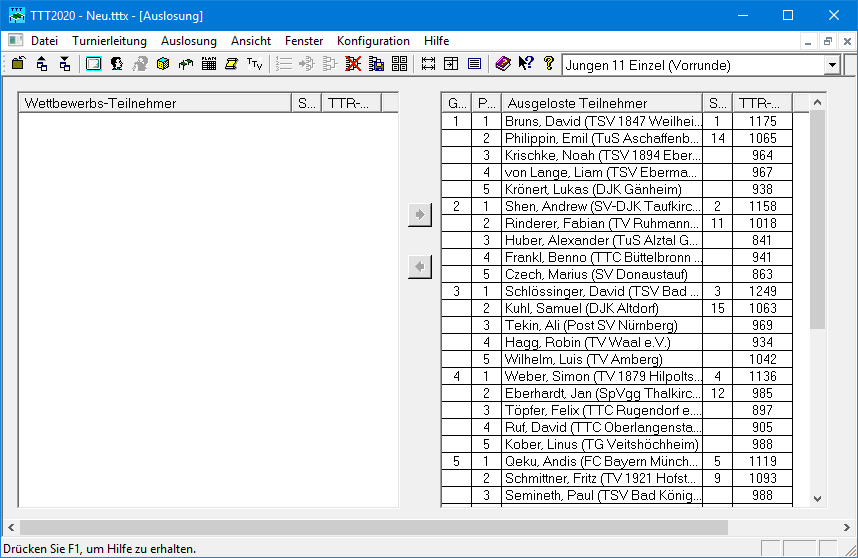 TTT2020 - Neu.tttx - [Auslosung]
Datei Turnierleitung Auslosung Ansicht Fenster Konfiguration Hilfe
Jungen 11 Einzel (Vorrunde)
Wettbewerbs-Teilnehmer S... TTR-...
G... P... Ausgeloste Teilnehmer S... TTR-...
1 1 Bruns, David (TSV 1847 Weilhei... 1 1175
2 Philippin, Emil (TuS Aschaffenb... 14 1065
3 Krischke, Noah (TSV 1894 Eber... 964
4 von Lange, Liam (TSV Eberma... 967
5 Krönert, Lukas (DJK Gänheim) 938
2 1 Shen, Andrew (SV-DJK Taufkirc... 2 1158
2 Rinderer, Fabian (TV Ruhmann... 11 1018
3 Huber, Alexander (TuS Alztal G... 841
4 Frankl, Benno (TTC Büttelbronn ... 941
5 Czech, Marius (SV Donaustauf) 863
3 1 Schlössinger, David (TSV Bad ... 3 1249
2 Kuhl, Samuel (DJK Altdorf) 15 1063
3 Tekin, Ali (Post SV Nürnberg) 969
4 Hagg, Robin (TV Waal e.V.) 934
5 Wilhelm, Luis (TV Amberg) 1042
4 1 Weber, Simon (TV 1879 Hilpolts... 4 1136
2 Eberhardt, Jan (SpVgg Thalkirc... 12 985
3 Töpfer, Felix (TTC Rugendorf e.... 897
4 Ruf, David (TTC Oberlangensta... 905
5 Kober, Linus (TG Veitshöchheim) 988
5 1 Qeku, Andis (FC Bayern Münch... 5 1119
2 Schmittner, Fritz (TV 1921 Hofst... 9 1093
3 Semineth, Paul (TSV Bad König... 988
Drücken Sie F1, um Hilfe zu erhalten.